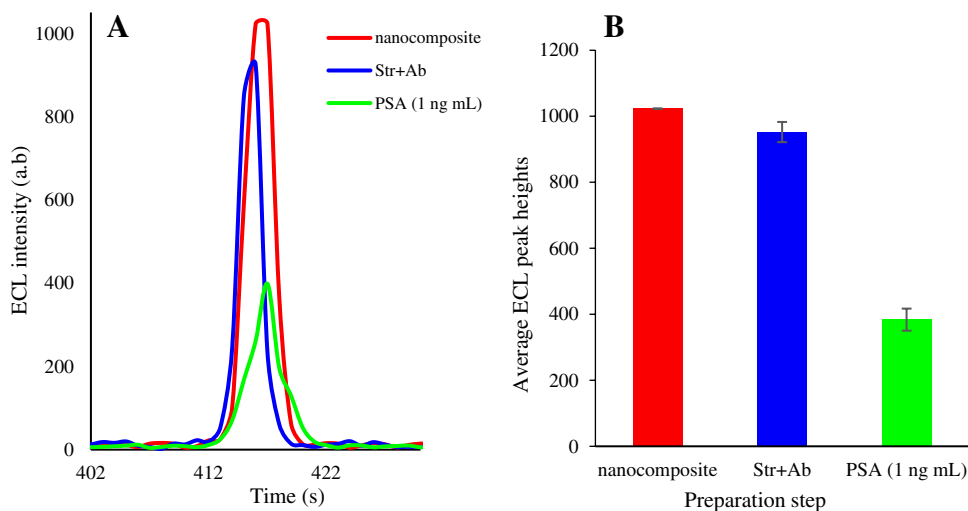 A
ECL intensity (a.b)
1000
800
600
400
200
0
402
412
422
Time (s)
nanocomposite
Str+Ab
PSA (1 ng mL)
B
Average ECL peak heights
1200
1000
800
600
400
200
0
nanocomposite
Str+Ab
PSA (1 ng mL)
Preparation step